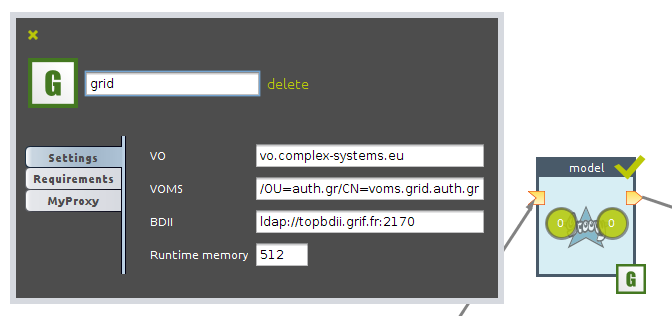 G
grid
delete
Settings
Requirements
MyProxy
VO
vo.complex-systems.eu
VOMS
/OU=auth.gr/CN=voms.grid.auth.gr
BDII
ldap://topbdii.grif.fr:2170
Runtime memory
512
model
0
0
G